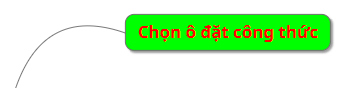 Chọn ô đặt công thức